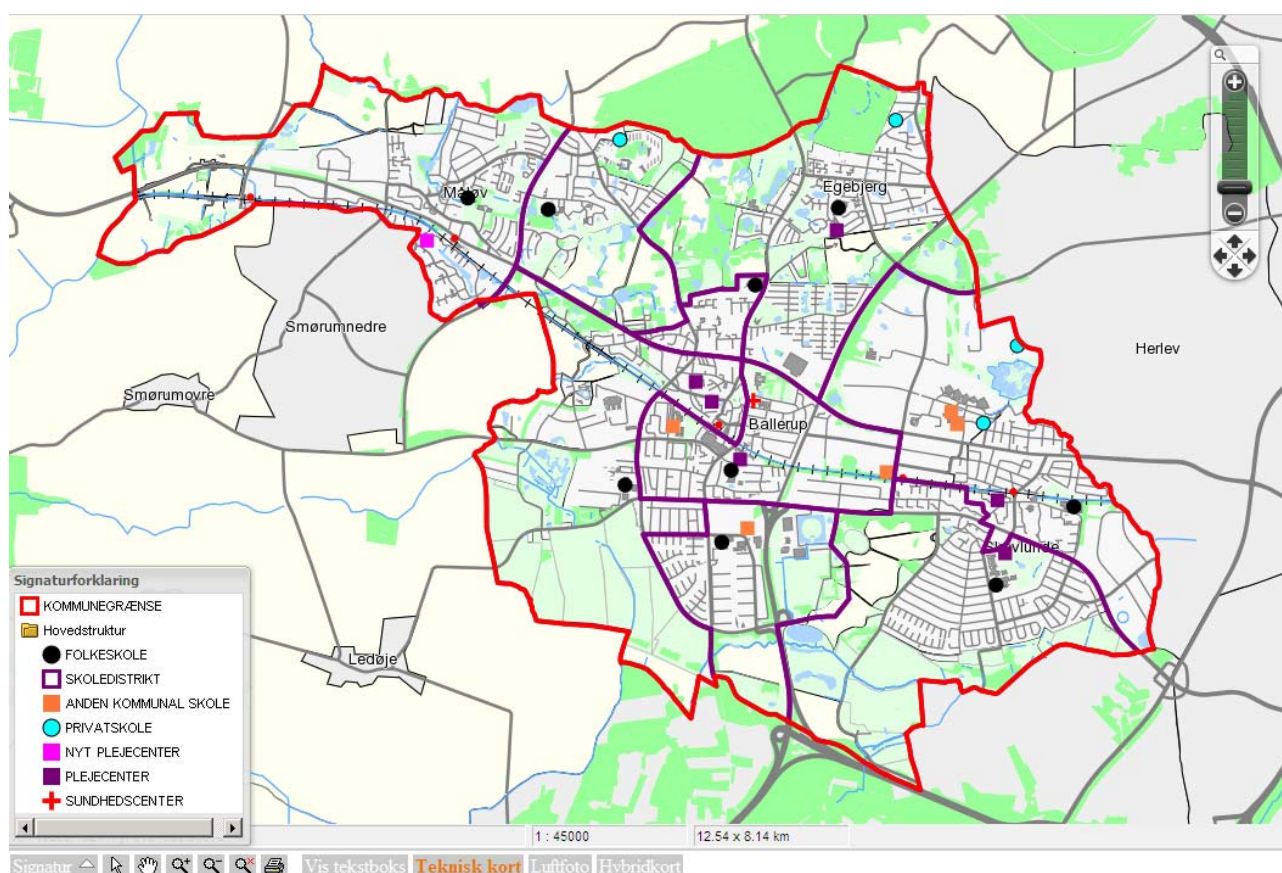 Måløv
Egebjerg
Smørumnedre
Herlev
Smørumovre
Ballerup
Skovlunde
Ledøje
Signaturforklaring
KOMMUNEGRÆNSE
Hovedstruktur
FOLKESKOLE
SKOLEDISTRIKT
ANDEN KOMMUNAL SKOLE
PRIVATSKOLE
NYT PLEJECENTER
PLEJECENTER
SUNDHEDSCENTER
1 : 45000
12.54 x 8.14 km
Signatur
Vis tekstboks Teknisk kort Luftfoto Hybridkort